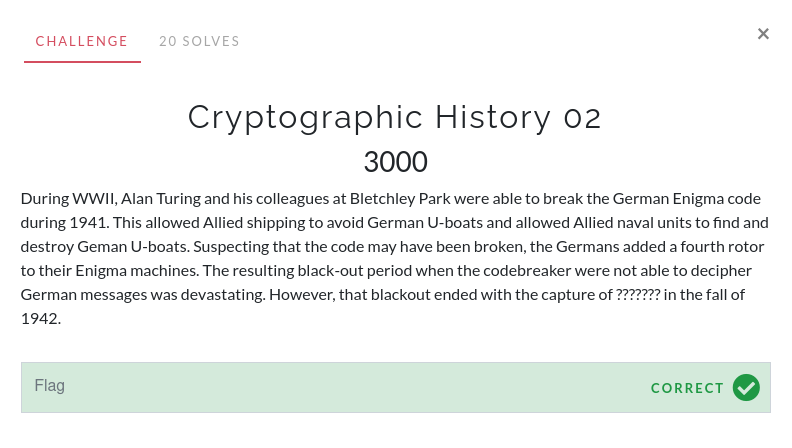 CHALLENGE 20 SOLVES ×
Cryptographic History 02
3000
During WWII, Alan Turing and his colleagues at Bletchley Park were able to break the German Enigma code
during 1941. This allowed Allied shipping to avoid German U-boats and allowed Allied naval units to find and
destroy Geman U-boats. Suspecting that the code may have been broken, the Germans added a fourth rotor
to their Enigma machines. The resulting black-out period when the codebreaker were not able to decipher
German messages was devastating. However, that blackout ended with the capture of ??????? in the fall of
1942.
Flag CORRECT